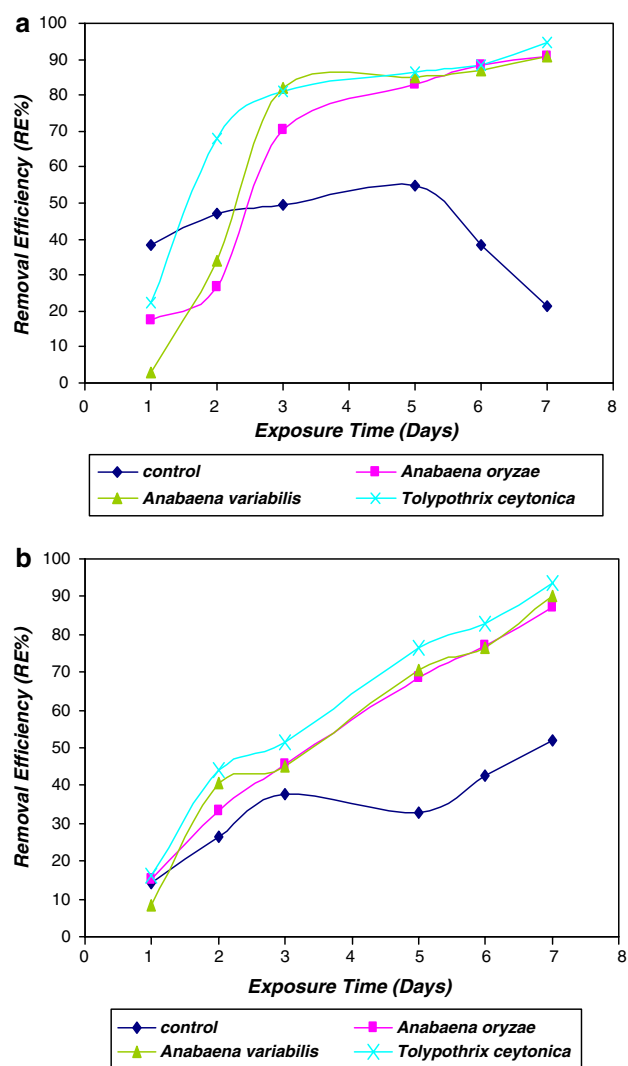 a
100
90
80
70
60
50
40
30
20
10
0
Removal Efficiency (RE%)
0 1 2 3 4 5 6 7 8
Exposure Time (Days)
control Anabaena oryzae
Anabaena variabilis Tolypothrix ceytonica
b
100
90
80
70
60
50
40
30
20
10
0
Removal Efficiency (RE%)
0 1 2 3 4 5 6 7 8
Exposure Time (Days)
control Anabaena oryzae
Anabaena variabilis Tolypothrix ceytonica